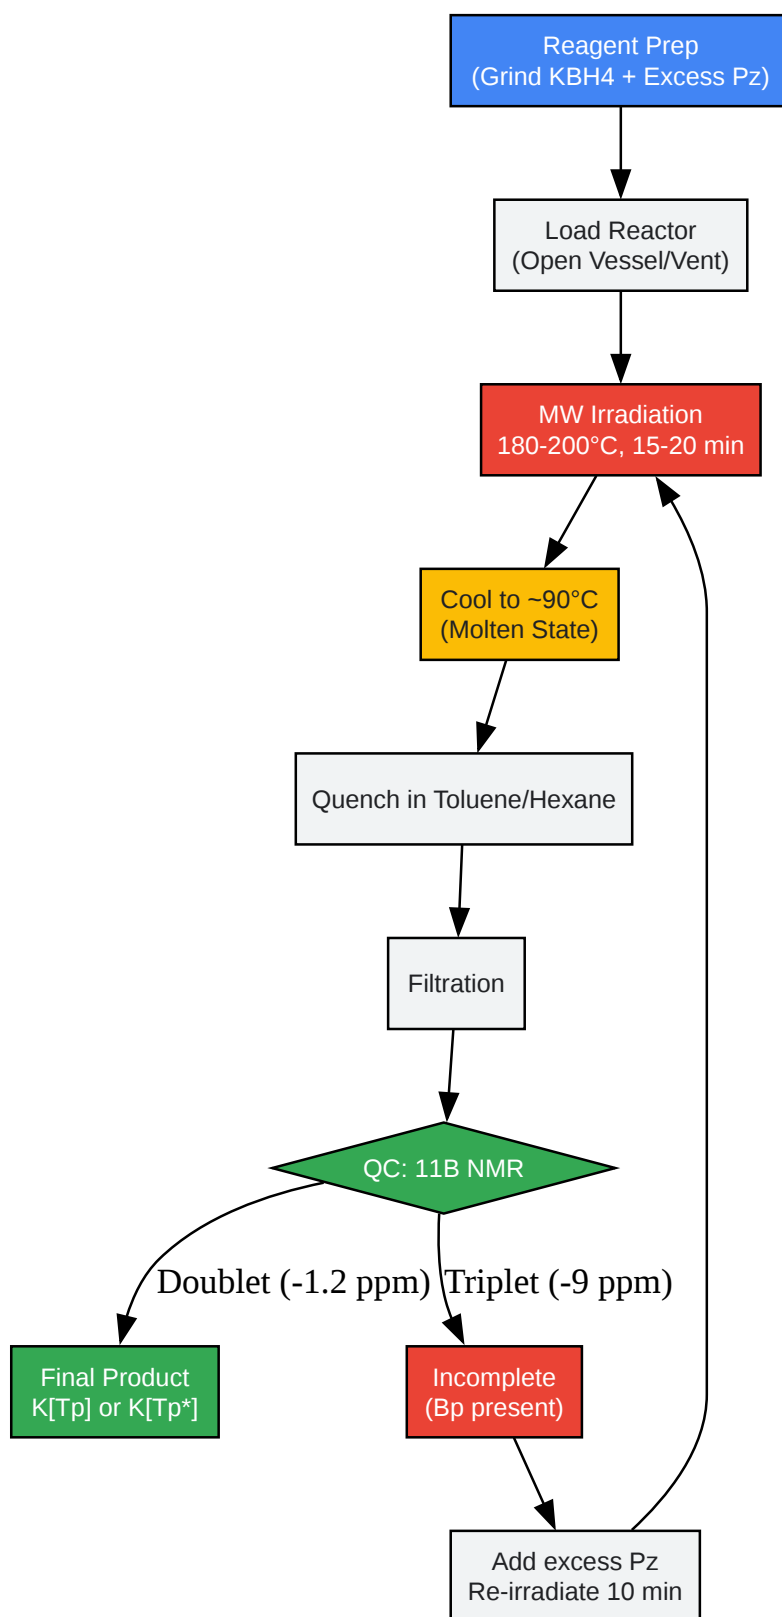 Reagent Prep
(Grind KBH4 + Excess Pz)
Load Reactor
(Open Vessel/Vent)
MW Irradiation
180-200°C, 15-20 min
Cool to ~90°C
(Molten State)
Quench in Toluene/Hexane
Filtration
QC: 11B NMR
Doublet (-1.2 ppm)
Triplet (-9 ppm)
Final Product
K[Tp] or K[Tp*]
Incomplete
(Bp present)
Add excess Pz
Re-irradiate 10 min